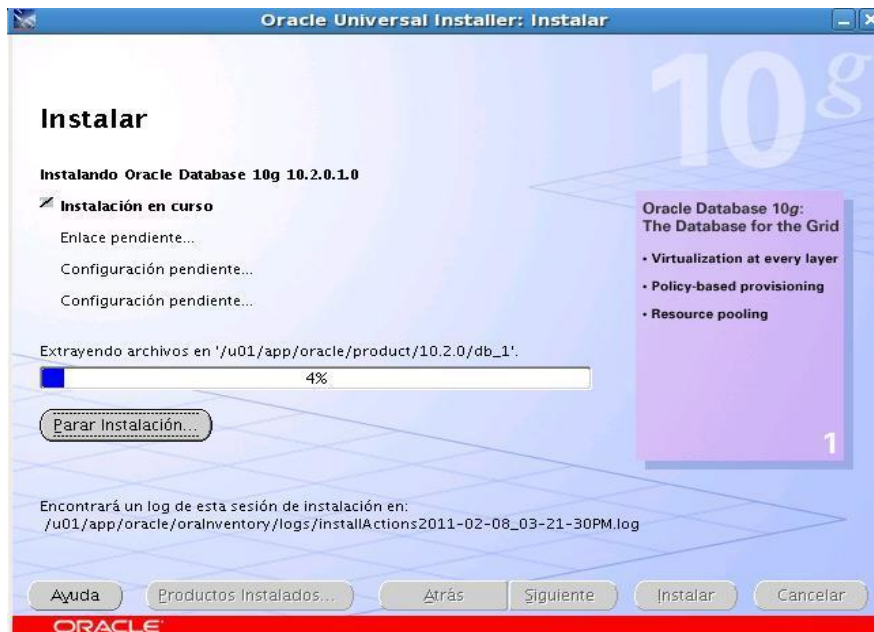 Oracle Universal Installer: Instalar
10g
Instalar
Instalando Oracle Database 10g 10.2.0.1.0
Instalación en curso
Enlace pendiente...
Configuración pendiente...
Configuración pendiente...
Oracle Database 10g:
The Database for the Grid
• Virtualization at every layer
• Policy-based provisioning
• Resource pooling
1
Extrayendo archivos en '/u01/app/oracle/product/10.2.0/db_1'.
4%
Parar Instalación...
Encontrará un log de esta sesión de instalación en:
/u01/app/oracle/oraInventory/logs/installActions2011-02-08_03-21-30PM.log
Ayuda
Productos Instalados...
Atrás
Siguiente
Instalar
Cancelar
ORACLE